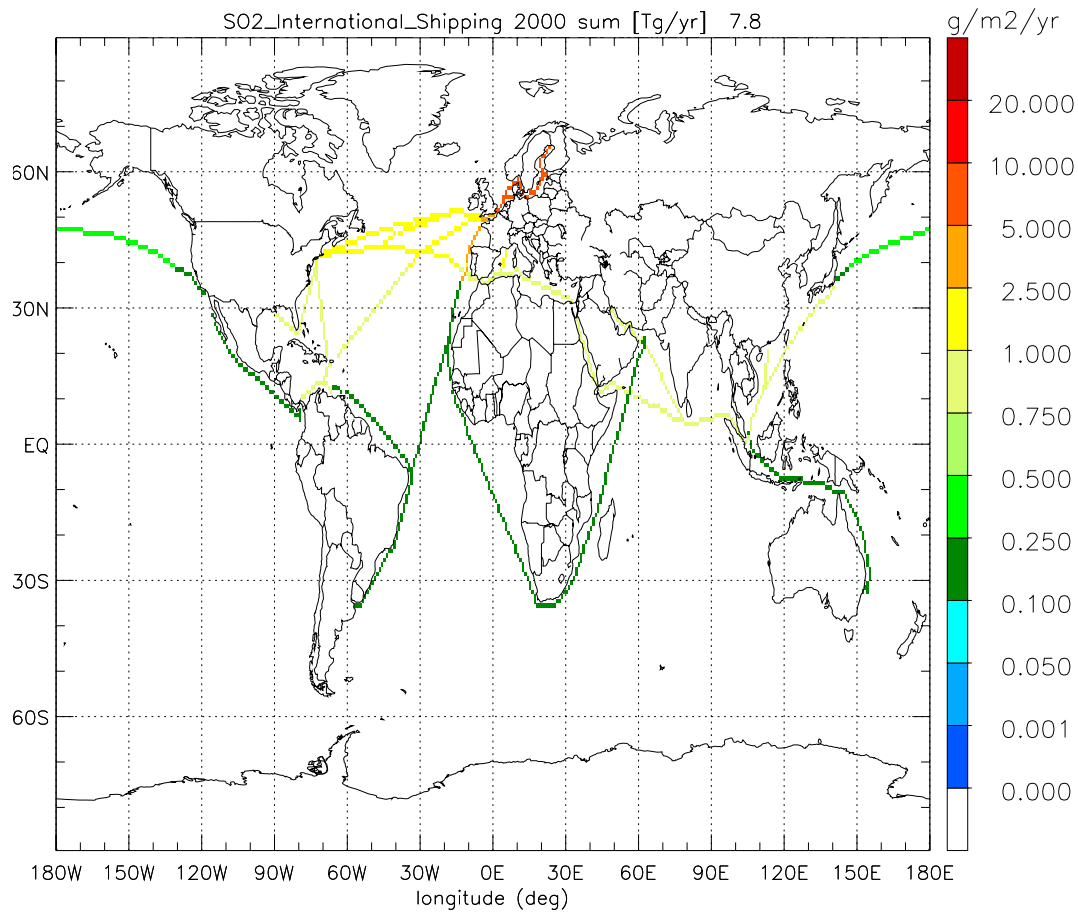 SO2_International_Shipping 2000 sum [Tg/yr] 7.8
g/m2/yr
20.000
10.000
5.000
2.500
1.000
0.750
0.500
0.250
0.100
0.050
0.001
0.000
60N
30N
EQ
30S
60S
180W 150W 120W 90W 60W 30W 0E 30E 60E 90E 120E 150E 180E
longitude (deg)